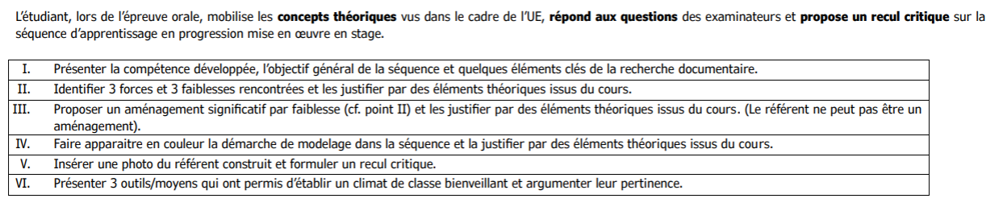 L'étudiant, lors de l'épreuve orale, mobilise les concepts théoriques vus dans le cadre de l'UE, répond aux questions des examinateurs et propose un recul critique sur la
séquence d'apprentissage en progression mise en œuvre en stage.
I. Présenter la compétence développée, l'objectif général de la séquence et quelques éléments clés de la recherche documentaire.
II. Identifier 3 forces et 3 faiblesses rencontrées et les justifier par des éléments théoriques issus du cours.
III. Proposer un aménagement significatif par faiblesse (cf. point II) et les justifier par des éléments théoriques issus du cours. (Le référent ne peut pas être un
aménagement).
IV. Faire apparaitre en couleur la démarche de modelage dans la séquence et la justifier par des éléments théoriques issus du cours.
V. Insérer une photo du référent construit et formuler un recul critique.
VI. Présenter 3 outils/moyens qui ont permis d'établir un climat de classe bienveillant et argumenter leur pertinence.